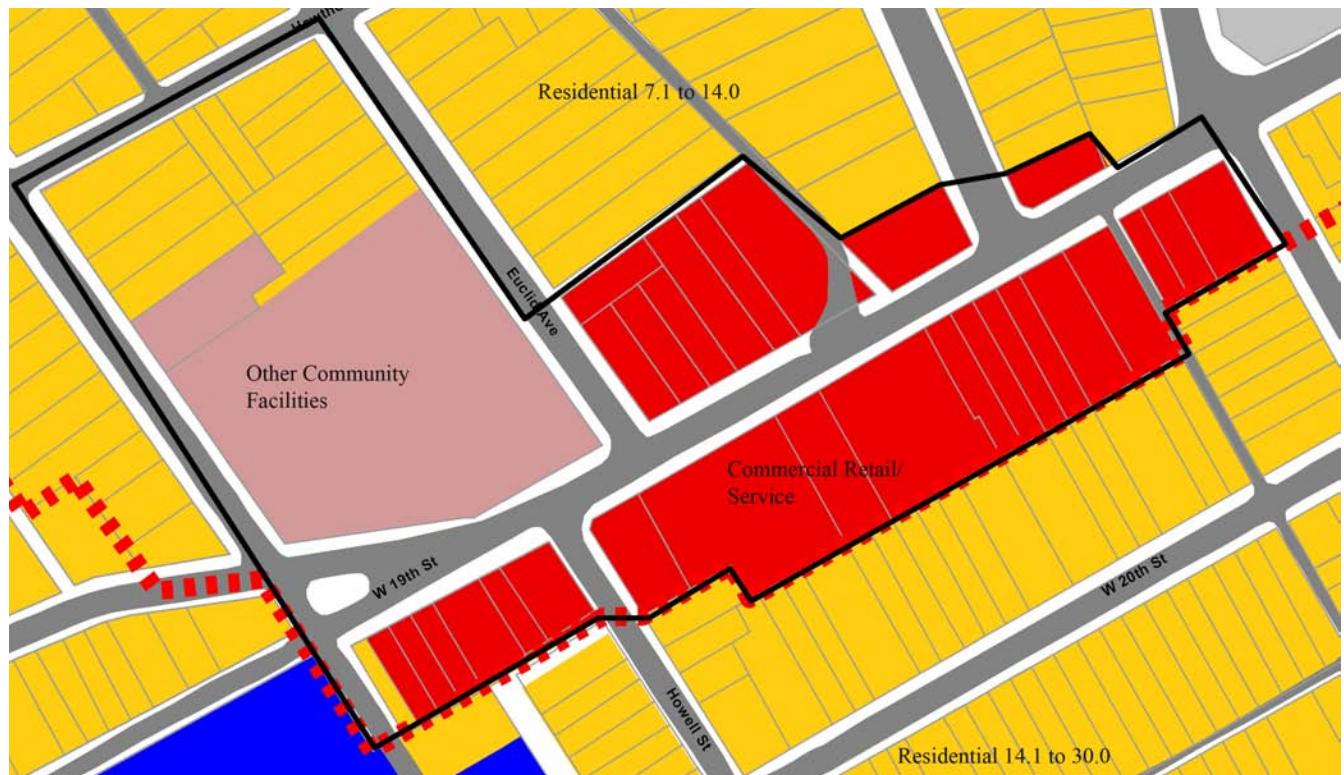 Residential 7.1 to 14.0
Euclid Ave
Other Community
Facilities
Commercial Retail/
Service
W 19th St
W 20th St
Howell St
Residential 14.1 to 30.0